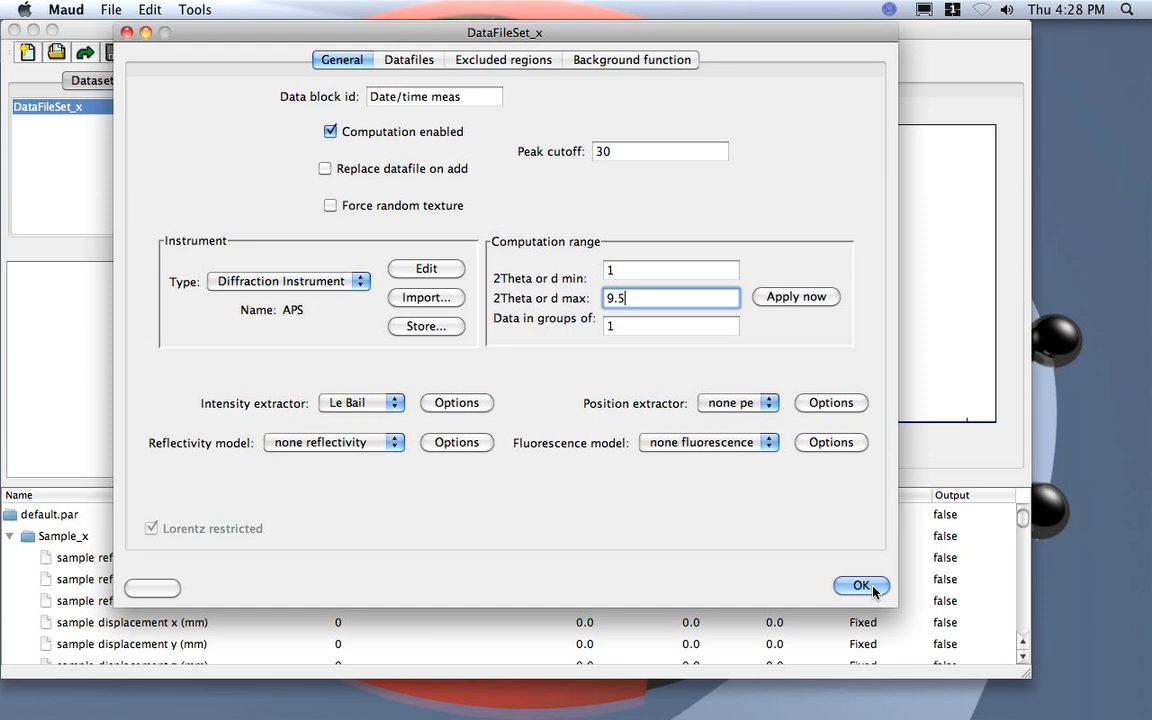 Maud File Edit Tools 1 Thu 4:28 PM
DataFileSet_x
General Datafiles Excluded regions Background function
Dataset
DataFileSet_x
Data block id: Date/time meas
Computation enabled
Peak cutoff: 30
Replace datafile on add
Force random texture
Instrument
Type: Diffraction Instrument Edit
Import...
Name: APS
Store...
Computation range
2Theta or d min: 1
2Theta or d max: 9.5 Apply now
Data in groups of: 1
Intensity extractor: Le Bail Options Position extractor: none pe Options
Reflectivity model: none reflectivity Options Fluorescence model: none fluorescence Options
Lorentz restricted
OK
Name Output
default.par false
Sample_x false
sample ref false
sample ref false
sample ref false
sample displacement x (mm) 0 0.0 0.0 0.0 Fixed false
sample displacement y (mm) 0 0.0 0.0 0.0 Fixed false